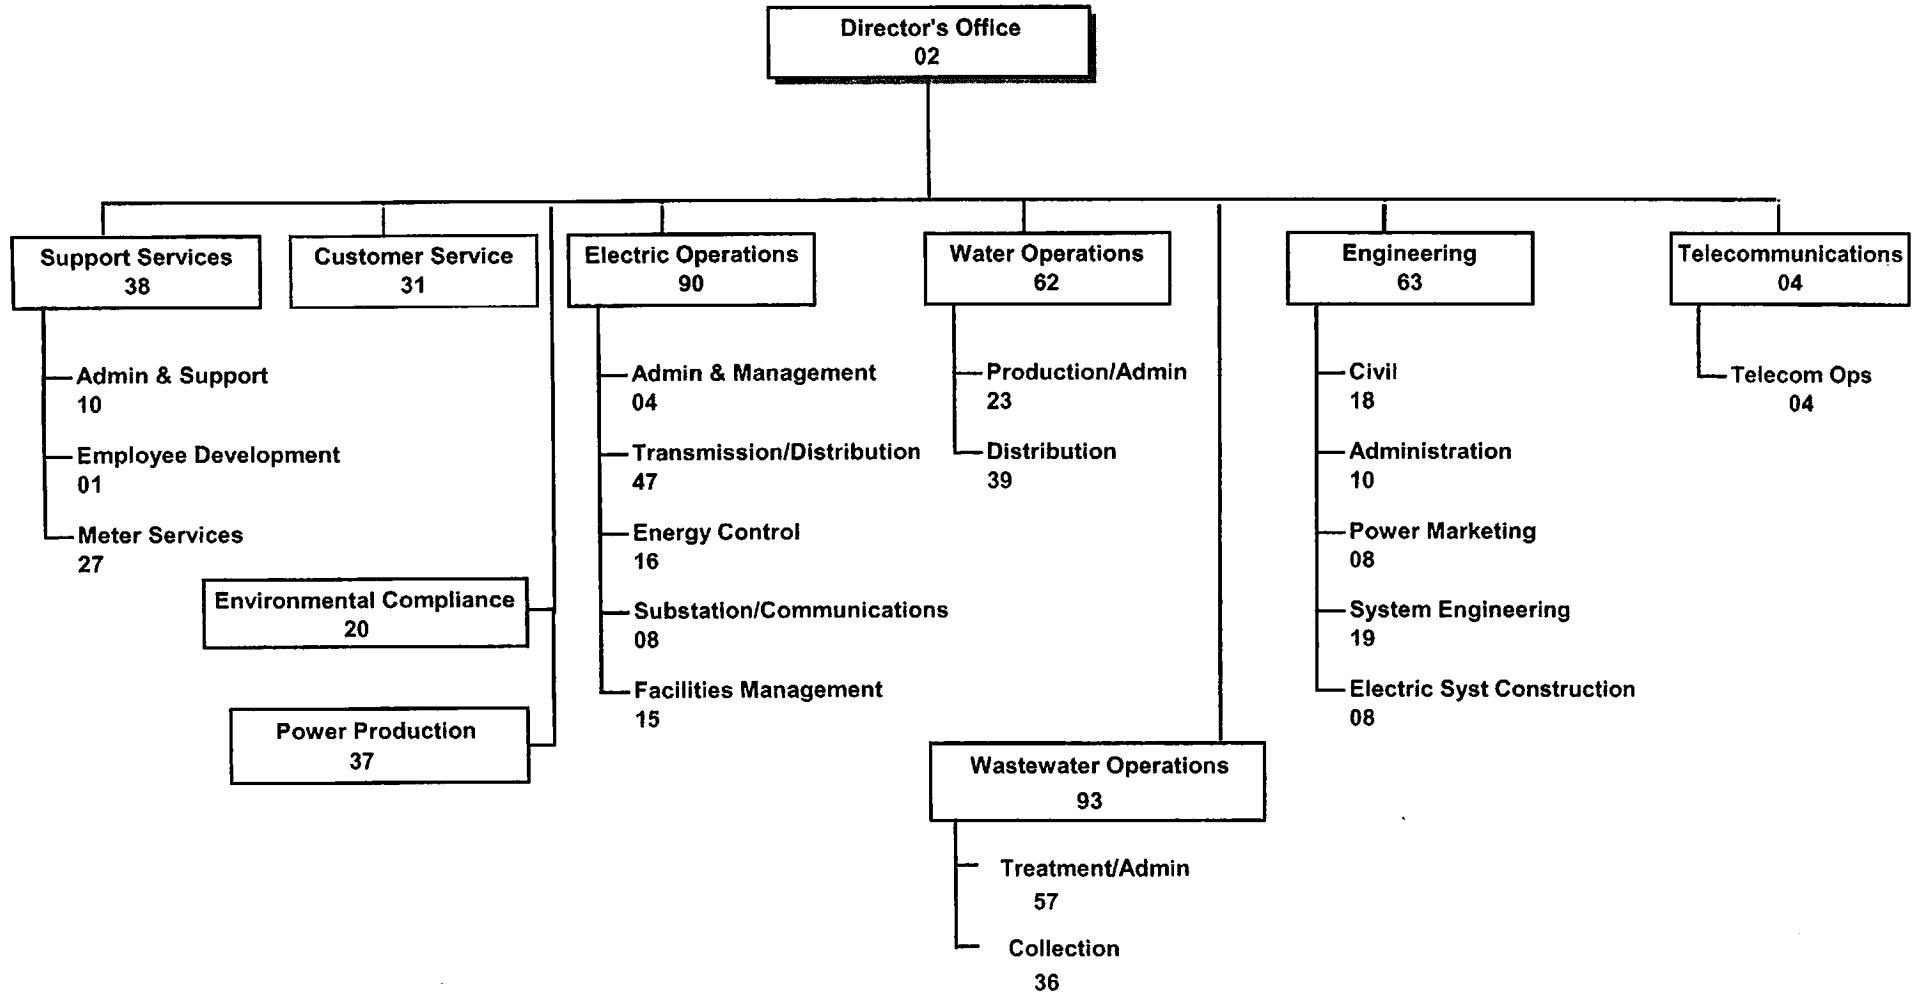 Director's Office
02
Support Services
38
Admin & Support
10
Employee Development
01
Meter Services
27
Customer Service
31
Environmental Compliance
20
Power Production
37
Electric Operations
90
Admin & Management
04
Transmission/Distribution
47
Energy Control
16
Substation/Communications
08
Facilities Management
15
Water Operations
62
Production/Admin
23
Distribution
39
Wastewater Operations
93
Treatment/Admin
57
Collection
36
Engineering
63
Civil
18
Administration
10
Power Marketing
08
System Engineering
19
Electric Syst Construction
08
Telecommunications
04
Telecom Ops
04